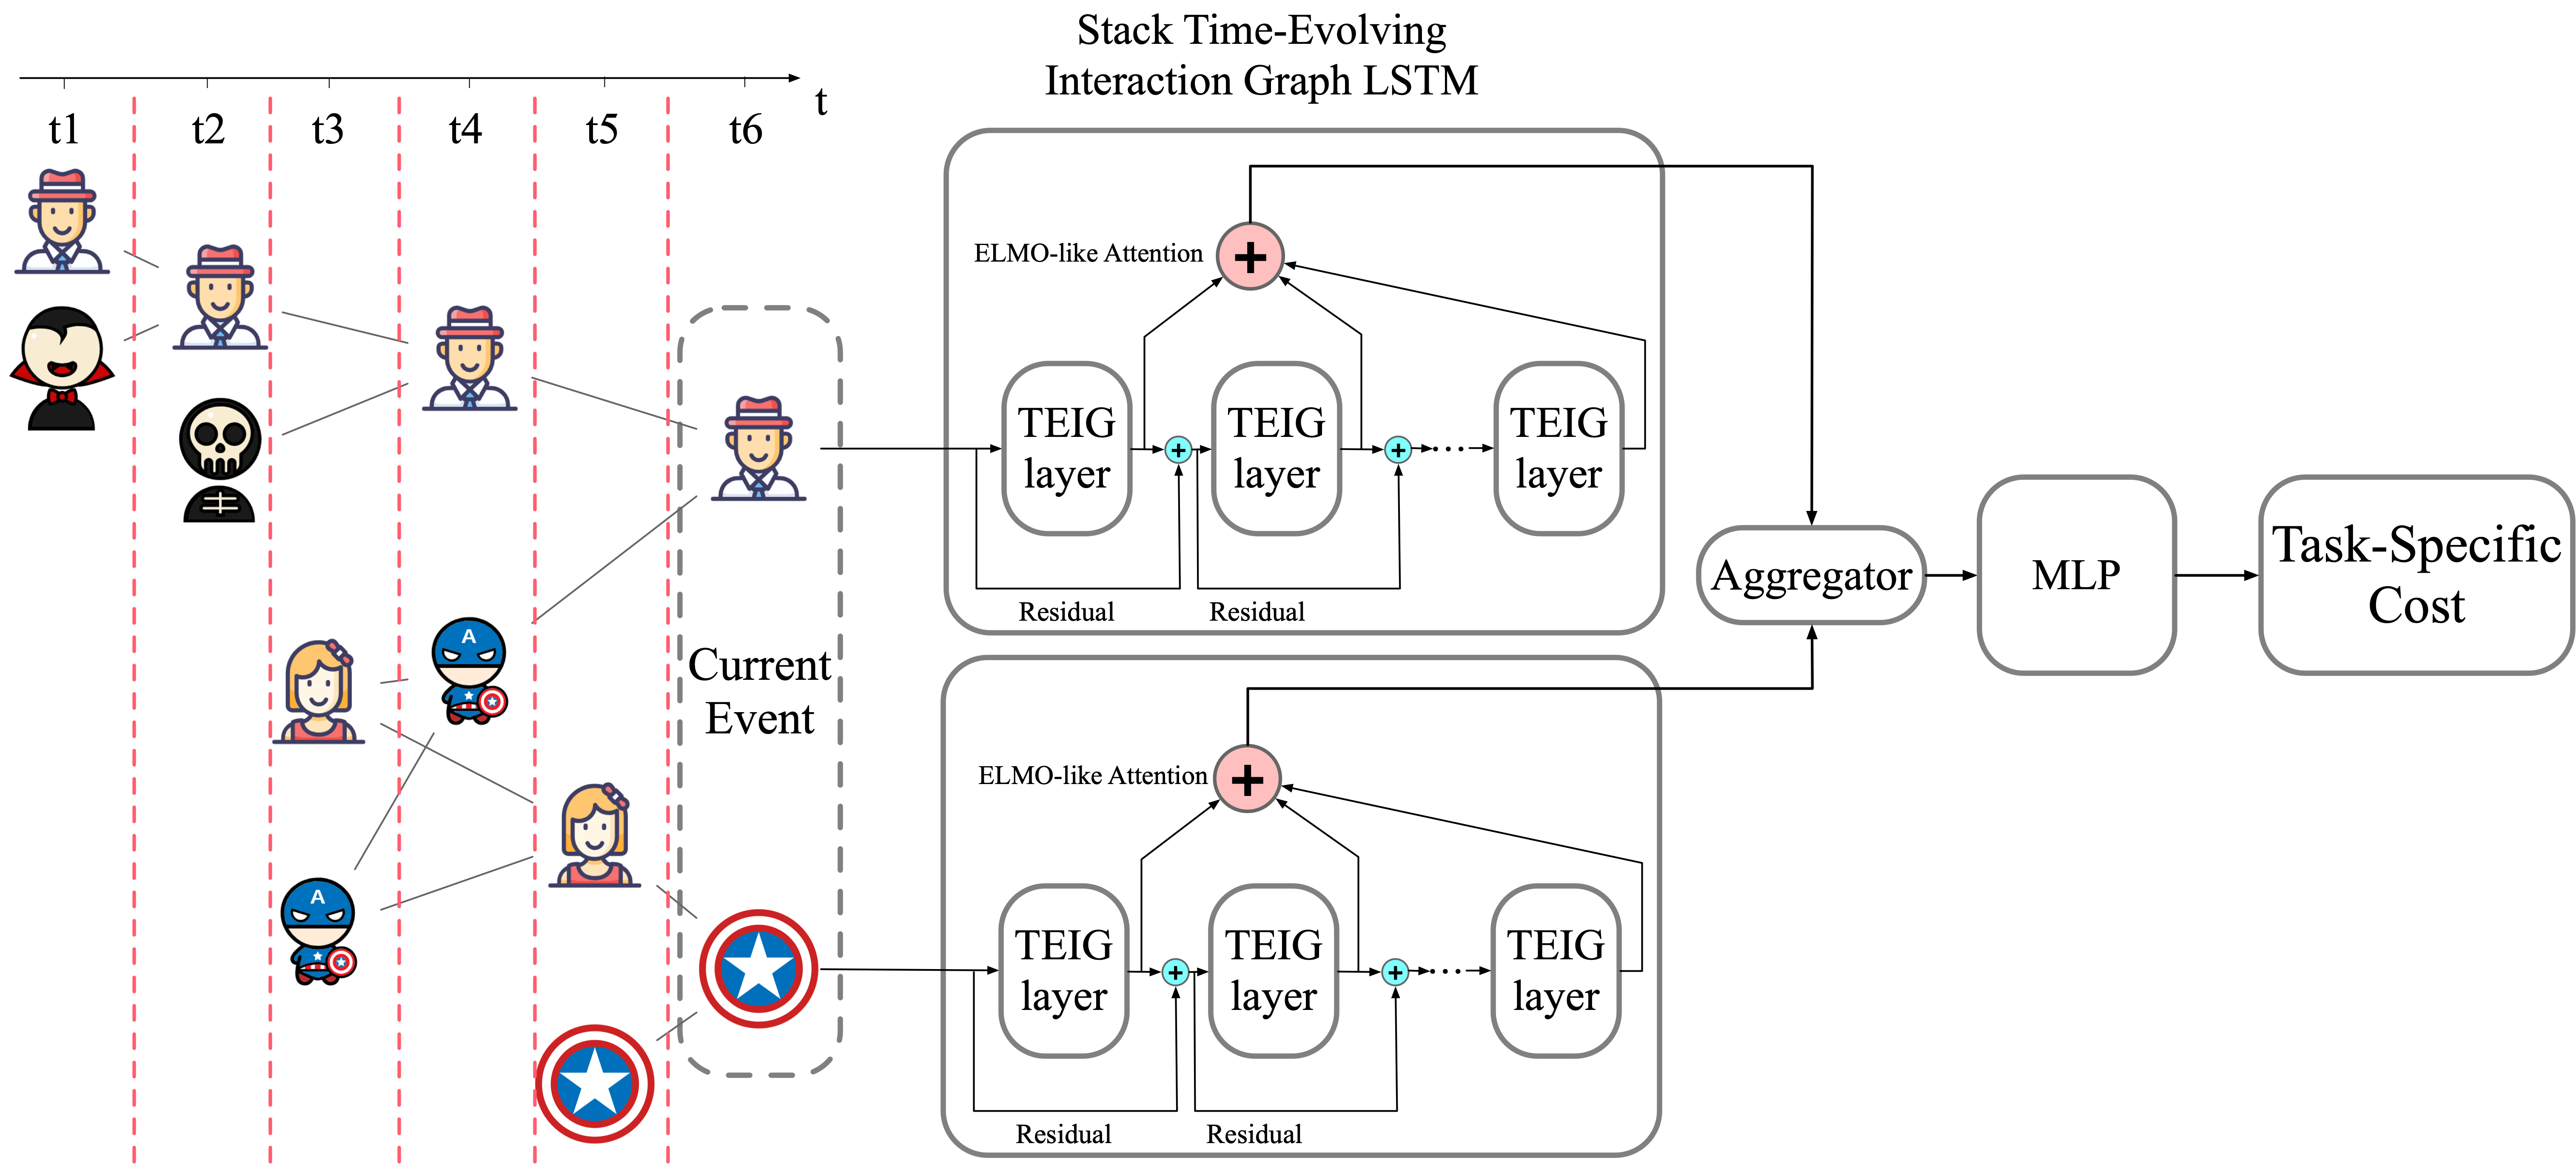 Stack Time-Evolving
Interaction Graph LSTM
t
t1
t2
t3
t4
t5
t6
A
A
Current
Event
ELMO-like Attention
+
TEIG
layer
+
TEIG
layer
+
...
TEIG
layer
Residual
Residual
ELMO-like Attention
+
TEIG
layer
+
TEIG
layer
+
...
TEIG
layer
Residual
Residual
Aggregator
MLP
Task-Specific
Cost